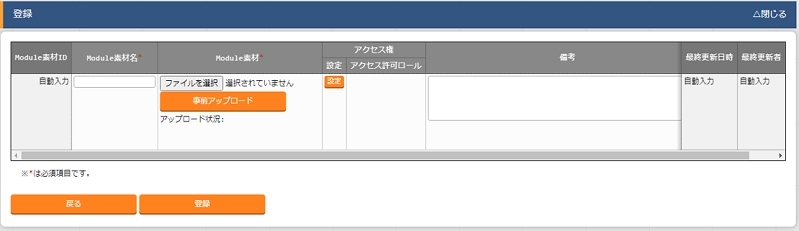 登録 △閉じる
アクセス権
Module素材ID Module素材名* Module素材* 設定 アクセス許可ロール 備考 最終更新日時 最終更新者
自動入力 ファイルを選択 選択されていません 設定 自動入力 自動入力
事前アップロード
アップロード状況:
※*は必須項目です。
戻る 登録